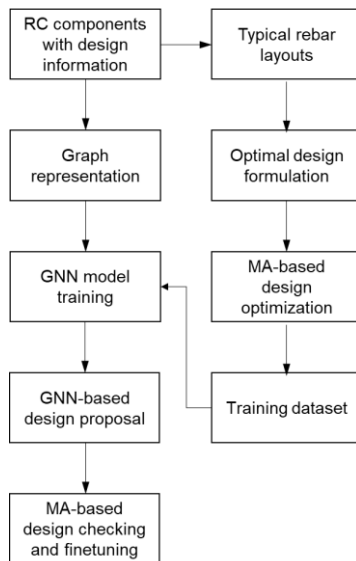 RC components
with design
information
Typical rebar
layouts
Graph
representation
Optimal design
formulation
GNN model
training
MA-based
design
optimization
GNN-based
design proposal
Training dataset
MA-based
design checking
and finetuning